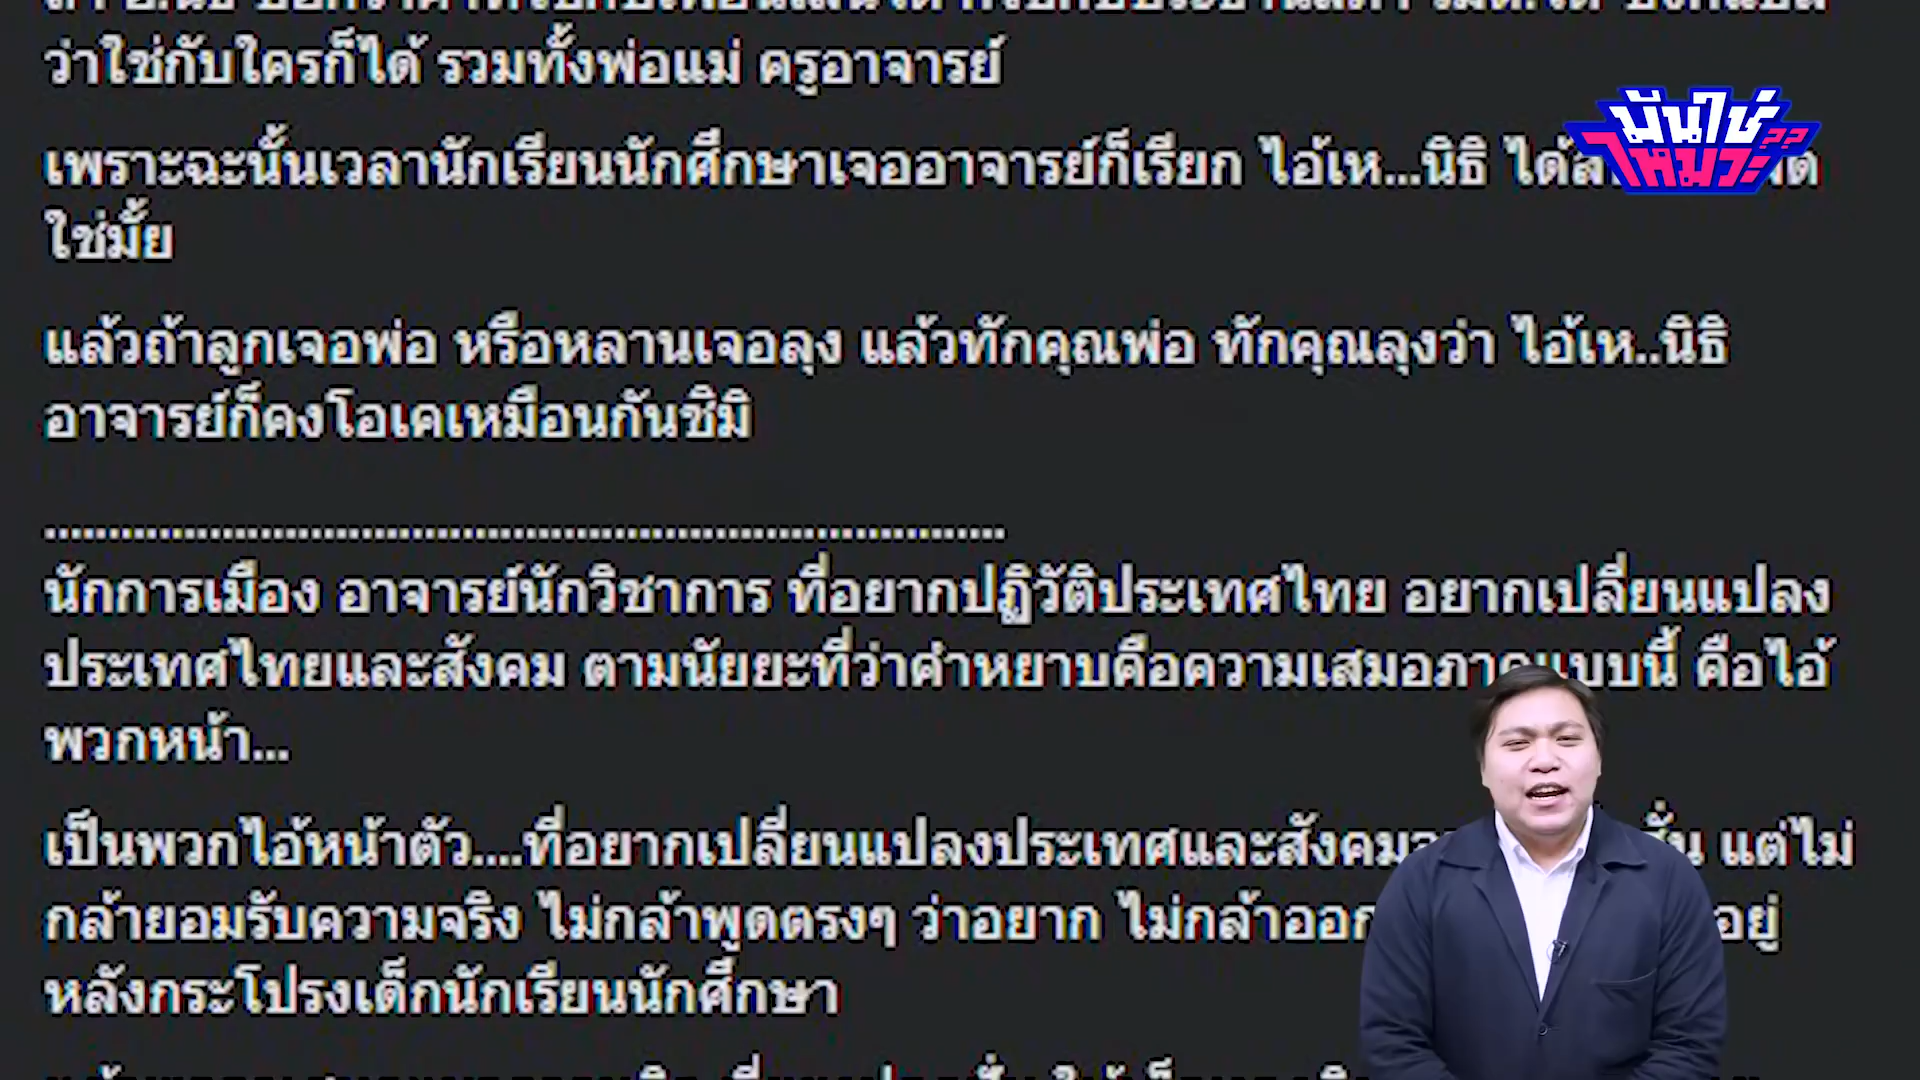 ว่าใช่กับใครก็ได้ รวมทั้งพ่อแม่ ครูอาจารย์
มันใช่
ไหมวะ??
เพราะฉะนั้นเวลานักเรียนนักศึกษาเจออาจารย์ก็เรียก ไอ้เห...นิธิ ได้
ใช่มั้ย
แล้วถ้าลูกเจอพ่อ หรือหลานเจอลุง แล้วทักคุณพ่อ ทักคุณลุงว่า ไอ้เห..นิธิ
อาจารย์ก็คงโอเคเหมือนกันชิมิ
................................................................................
นักการเมือง อาจารย์นักวิชาการ ที่อยากปฏิวัติประเทศไทย อยากเปลี่ยนแปลง
ประเทศไทยและสังคม ตามนัยยะที่ว่าคำหยาบคือความเสมอภาคแบบนี้ คือไอ้
พวกหน้า...
เป็นพวกไอ้หน้าตัว....ที่อยากเปลี่ยนแปลงประเทศและสังคม แต่ไม่
กล้ายอมรับความจริง ไม่กล้าพูดตรงๆ ว่าอยาก ไม่กล้าออก อยู่
หลังกระโปรงเด็กนักเรียนนักศึกษา